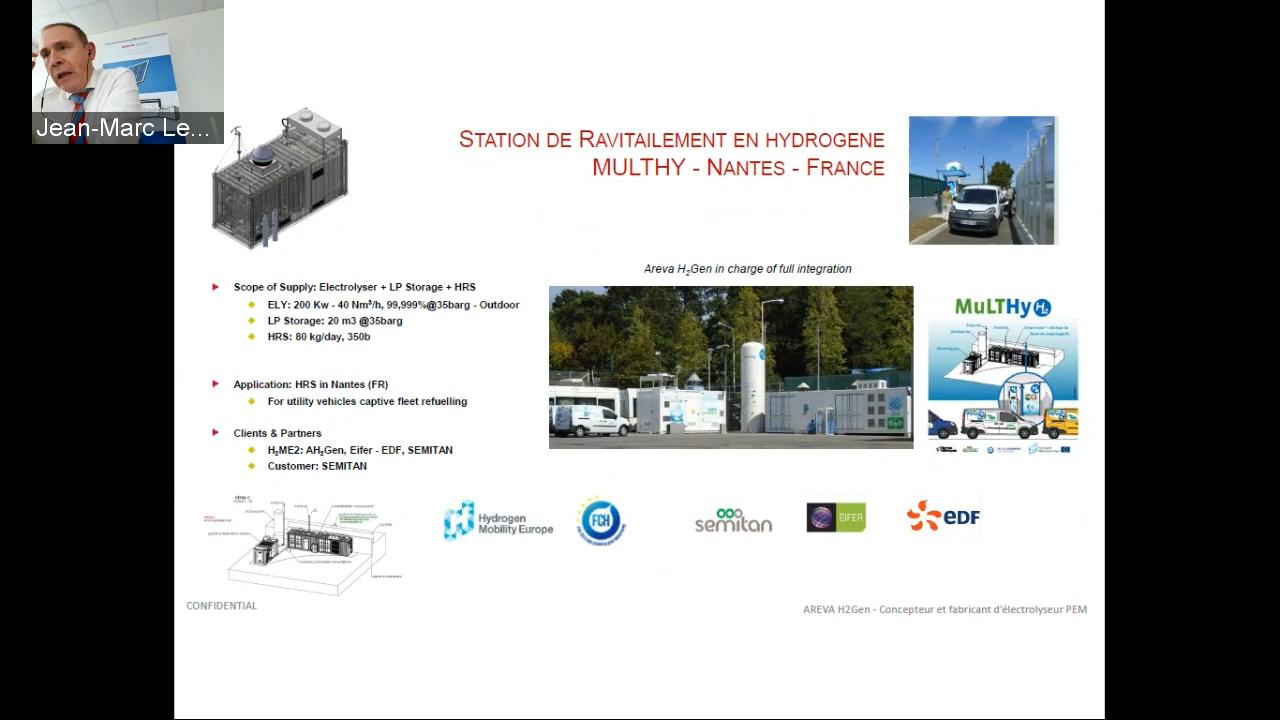 AREVA
Jean-Marc Le...
STATION DE RAVITAILEMENT EN HYDROGENE
MULTHY - NANTES - FRANCE
Areva H₂Gen in charge of full integration
Scope of Supply: Electrolyser + LP Storage + HRS
ELY: 200 Kw - 40 Nm³/h, 99,999%@35barg - Outdoor
LP Storage: 20 m3 @35barg
HRS: 80 kg/day, 350b
Application: HRS in Nantes (FR)
For utility vehicles captive fleet refuelling
Clients & Partners
H₂ME2: AH₂Gen, Eifer - EDF, SEMITAN
Customer: SEMITAN
MuLTHy H₂
Hydrogen
Mobility Europe
FCH
semitan
EIFER
EDF
CONFIDENTIAL
AREVA H2Gen - Concepteur et fabricant d'électrolyseur PEM